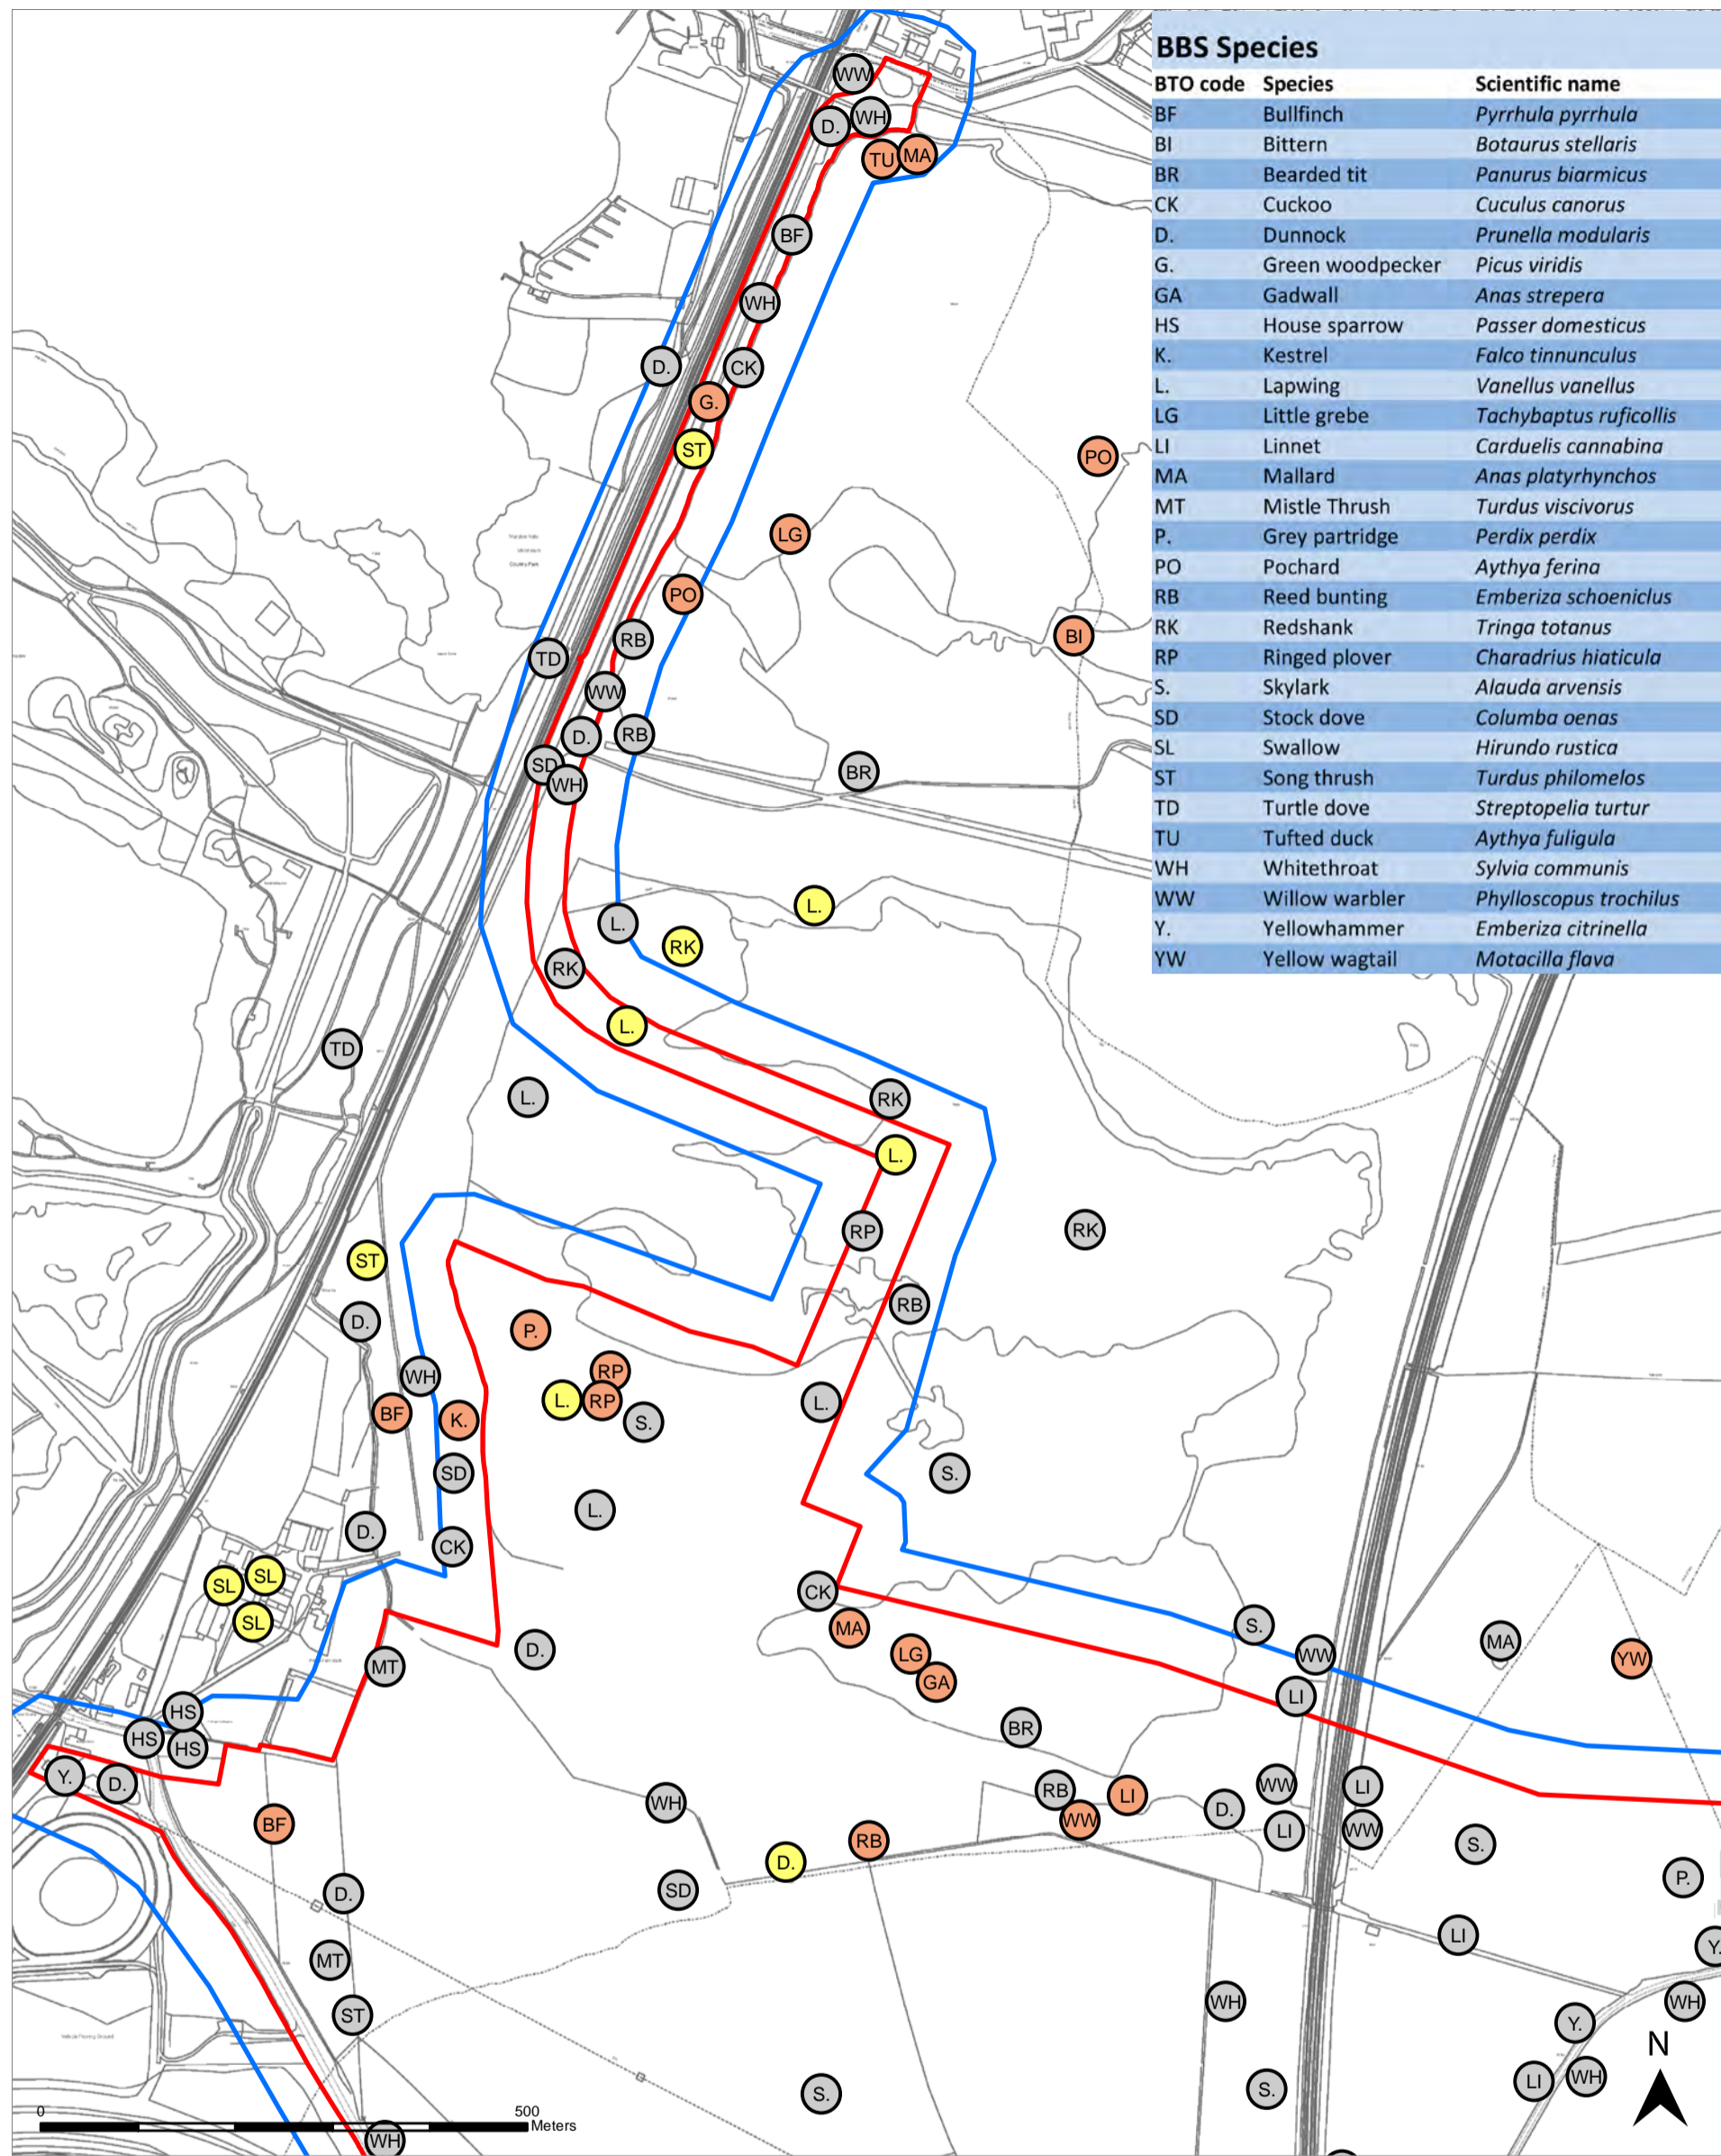 BBS Species
BTO code Species Scientific name
BF Bullfinch Pyrrhula pyrrhula
BI Bittern Botaurus stellaris
BR Bearded tit Panurus biarmicus
CK Cuckoo Cuculus canorus
D. Dunnock Prunella modularis
G. Green woodpecker Picus viridis
GA Gadwall Anas strepera
HS House sparrow Passer domesticus
K. Kestrel Falco tinnunculus
L. Lapwing Vanellus vanellus
LG Little grebe Tachybaptus ruficollis
LI Linnet Carduelis cannabina
MA Mallard Anas platyrhynchos
MT Mistle Thrush Turdus viscivorus
P. Grey partridge Perdix perdix
PO Pochard Aythya ferina
RB Reed bunting Emberiza schoeniclus
RK Redshank Tringa totanus
RP Ringed plover Charadrius hiaticula
S. Skylark Alauda arvensis
SD Stock dove Columba oenas
SL Swallow Hirundo rustica
ST Song thrush Turdus philomelos
TD Turtle dove Streptopelia turtur
TU Tufted duck Aythya fuligula
WH Whitethroat Sylvia communis
WW Willow warbler Phylloscopus trochilus
Y. Yellowhammer Emberiza citrinella
YW Yellow wagtail Motacilla flava
WW
WH
D.
TU
MA
BF
WH
D.
CK
G.
ST
PO
LG
PO
BI
RB
TD
WW
D.
RB
SD
WH
BR
L.
L.
RK
RK
L.
TD
L.
RK
L.
RP
RK
ST
D.
RB
P.
WH
RP
L.
RP
BF
K.
S.
L.
SD
S.
L.
D.
CK
SL
SL
SL
CK
MA
D.
MT
LG
GA
S.
WW
MA
YW
LI
HS
HS
HS
BR
Y.
D.
WH
RB
LI
WW
D.
WW
LI
LI
WW
BF
D.
RB
S.
P.
D.
SD
LI
Y.
MT
ST
WH
WH
Y.
S.
S.
LI
WH
WH
N
0 500
Meters